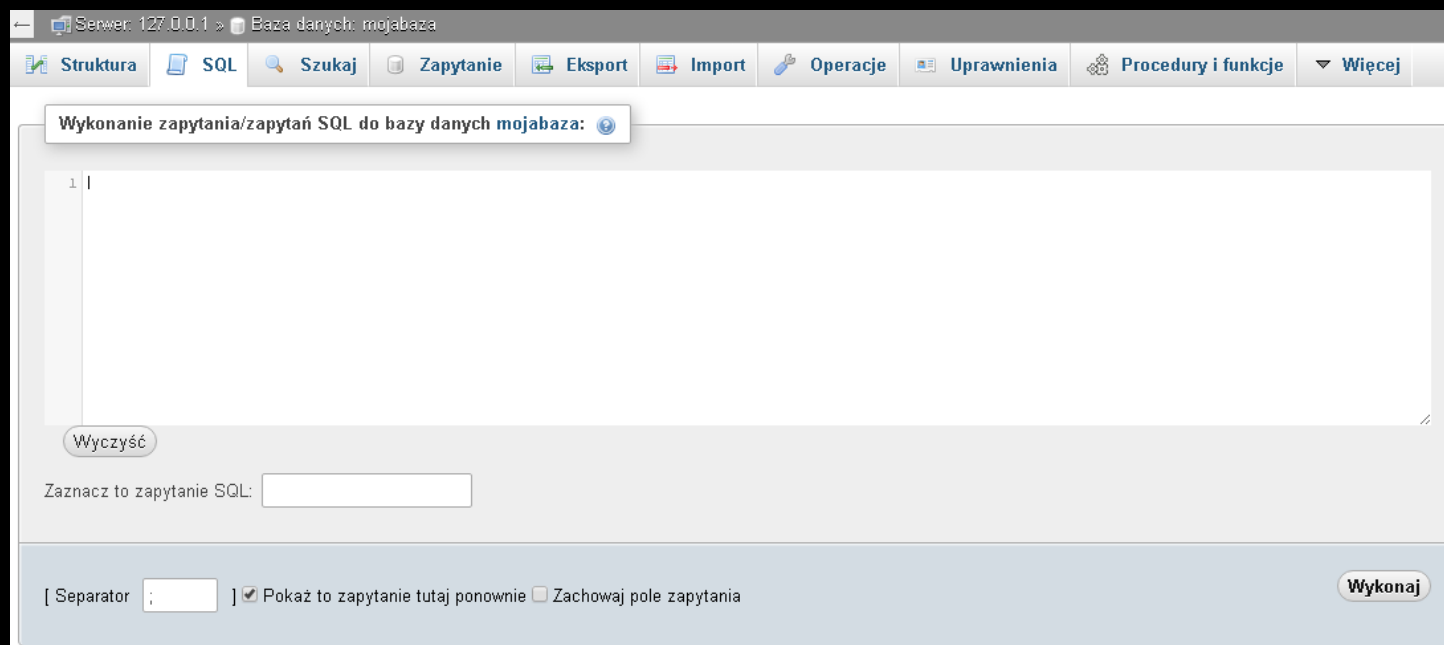 ← Serwer: 127.0.0.1 » Baza danych: mojabaza
Struktura SQL Szukaj Zapytanie Eksport Import Operacje Uprawnienia Procedury i funkcje Więcej
Wykonanie zapytania/zapytań SQL do bazy danych mojabaza:
1
Wyczyść
Zaznacz to zapytanie SQL:
[ Separator ; ] Pokaż to zapytanie tutaj ponownie Zachowaj pole zapytania
Wykonaj